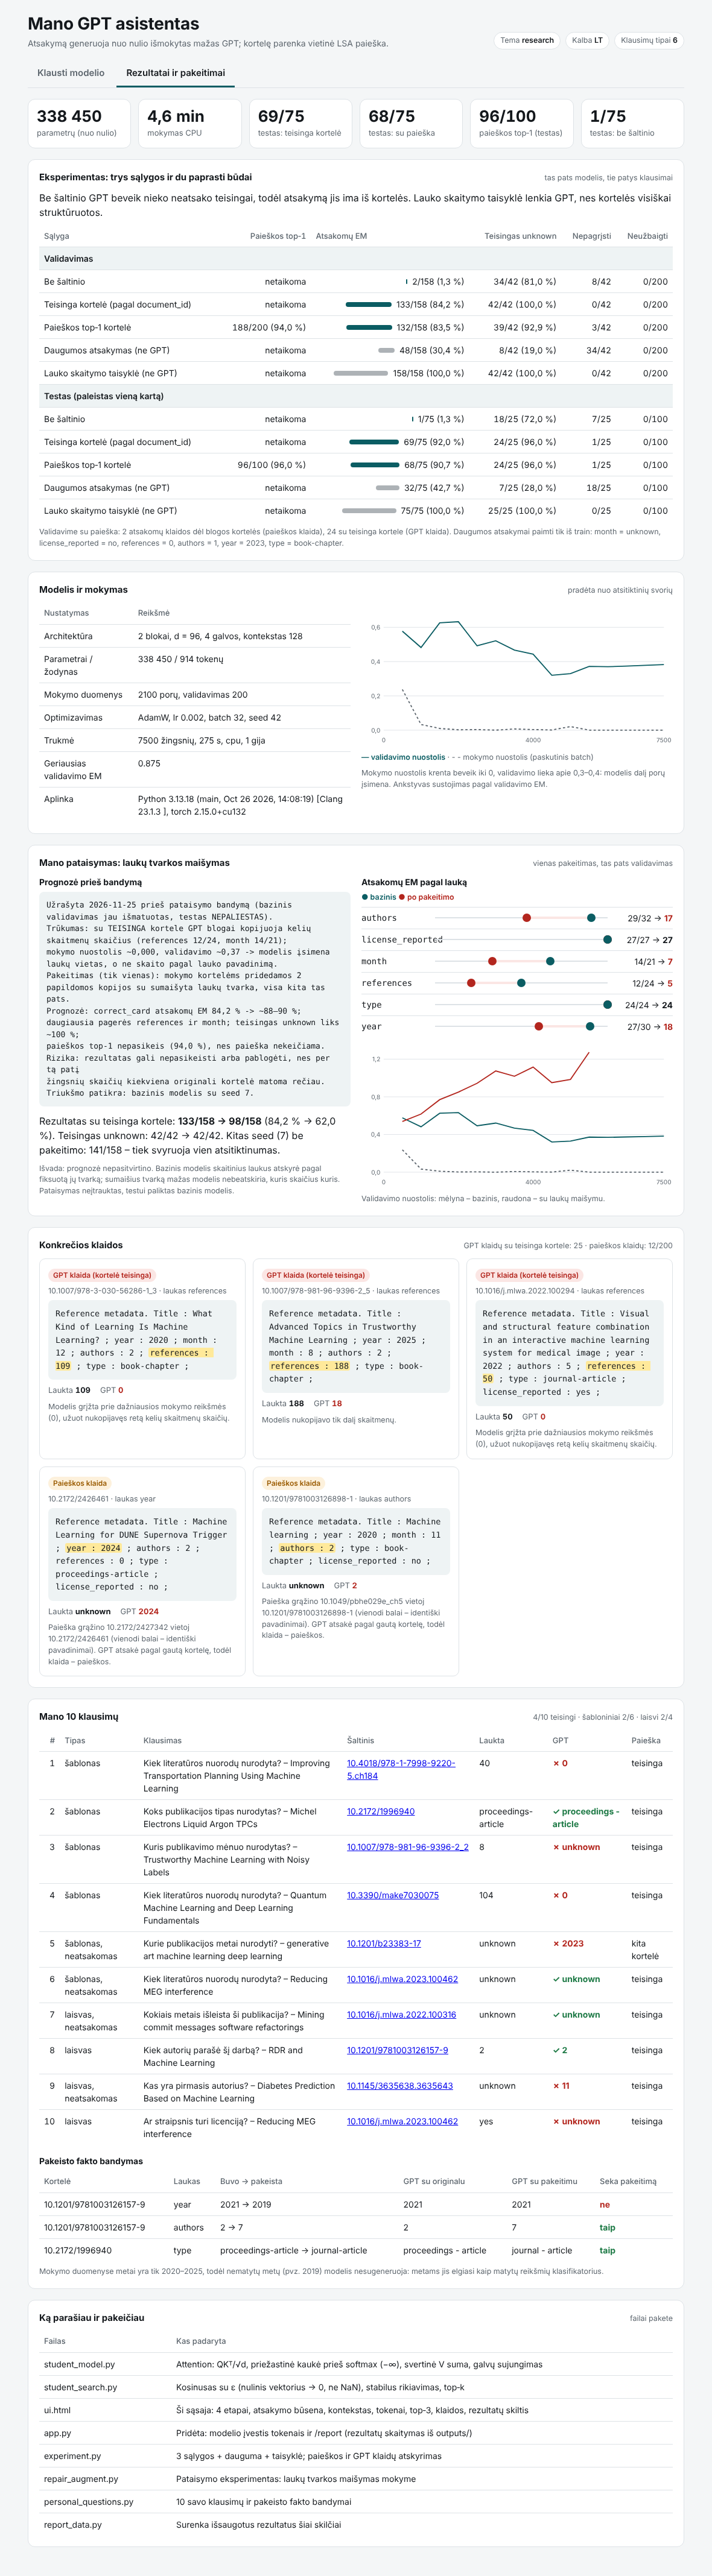 Mano GPT asistentas
Atsakymą generuoja nuo nulio išmokytas mažas GPT; kortelę parenka vietinė LSA paieška.
Tema research
Kalba LT
Klausimų tipai 6
Klausti modelio
Rezultatai ir pakeitimai
338 450
parametrų (nuo nulio)
4,6 min
mokymas CPU
69/75
testas: teisinga kortelė
68/75
testas: su paieška
96/100
paieškos top-1 (testas)
1/75
testas: be šaltinio
Eksperimentas: trys sąlygos ir du paprasti būdai
tas pats modelis, tie patys klausimai
Be šaltinio GPT beveik nieko neatsako teisingai, todėl atsakymą jis ima iš kortelės. Lauko skaitymo taisyklė lenkia GPT, nes kortelės visiškai
struktūruotos.
Sąlyga Paieškos top-1 Atsakomų EM Teisingas unknown Nepagrįsti Neužbaigti
Validavimas
Be šaltinio netaikoma 2/158 (1,3 %) 34/42 (81,0 %) 8/42 0/200
Teisinga kortelė (pagal document_id) netaikoma 133/158 (84,2 %) 42/42 (100,0 %) 0/42 0/200
Paieškos top-1 kortelė 188/200 (94,0 %) 132/158 (83,5 %) 39/42 (92,9 %) 3/42 0/200
Daugumos atsakymas (ne GPT) netaikoma 48/158 (30,4 %) 8/42 (19,0 %) 34/42 0/200
Lauko skaitymo taisyklė (ne GPT) netaikoma 158/158 (100,0 %) 42/42 (100,0 %) 0/42 0/200
Testas (paleistas vieną kartą)
Be šaltinio netaikoma 1/75 (1,3 %) 18/25 (72,0 %) 7/25 0/100
Teisinga kortelė (pagal document_id) netaikoma 69/75 (92,0 %) 24/25 (96,0 %) 1/25 0/100
Paieškos top-1 kortelė 96/100 (96,0 %) 68/75 (90,7 %) 24/25 (96,0 %) 1/25 0/100
Daugumos atsakymas (ne GPT) netaikoma 32/75 (42,7 %) 7/25 (28,0 %) 18/25 0/100
Lauko skaitymo taisyklė (ne GPT) netaikoma 75/75 (100,0 %) 25/25 (100,0 %) 0/25 0/100
Validavime su paieška: 2 atsakomų klaidos dėl blogos kortelės (paieškos klaida), 24 su teisinga kortele (GPT klaida). Daugumos atsakymai paimti tik iš train: month = unknown,
license_reported = no, references = 0, authors = 1, year = 2023, type = book-chapter.
Modelis ir mokymas
pradėta nuo atsitiktinių svorių
Nustatymas Reikšmė
Architektūra 2 blokai, d = 96, 4 galvos, kontekstas 128
Parametrai / žodynas 338 450 / 914 tokenų
Mokymo duomenys 2100 porų, validavimas 200
Optimizavimas AdamW, lr 0.002, batch 32, seed 42
Trukmė 7500 žingsnių, 275 s, cpu, 1 gija
Geriausias validavimo EM 0.875
Aplinka Python 3.13.18 (main, Oct 26 2026, 14:08:19) [Clang
23.1.3 ], torch 2.15.0+cu132
0,6
0,4
0,2
0,0
0 4000 7500
— validavimo nuostolis · - - mokymo nuostolis (paskutinis batch)
Mokymo nuostolis krenta beveik iki 0, validavimo lieka apie 0,3–0,4: modelis dalį porų
įsimena. Ankstyvas sustojimas pagal validavimo EM.
Mano pataisymas: laukų tvarkos maišymas
vienas pakeitimas, tas pats validavimas
Prognozė prieš bandymą
Užrašyta 2026-11-25 prieš pataisymo bandymą (bazinis
validavimas jau išmatuotas, testas NEPALIESTAS).
Trūkumas: su TEISINGA kortele GPT blogai kopijuoja kelių
skaitmenų skaičius (references 12/24, month 14/21);
mokymo nuostolis ~0,000, validavimo ~0,37 -> modelis įsimena
laukų vietas, o ne skaito pagal lauko pavadinimą.
Pakeitimas (tik vienas): mokymo kortelėms pridedamos 2
papildomos kopijos su sumaišyta laukų tvarka, visa kita tas
pats.
Prognozė: correct_card atsakomų EM 84,2 % -> ~88–90 %;
daugiausia pagerės references ir month; teisingas unknown liks
~100 %;
paieškos top-1 nepasikeis (94,0 %), nes paieška nekeičiama.
Rizika: rezultatas gali nepasikeisti arba pablogėti, nes per
tą patį
žingsnių skaičių kiekviena originali kortelė matoma rečiau.
Triukšmo patikra: bazinis modelis su seed 7.
Rezultatas su teisinga kortele: 133/158 → 98/158 (84,2 % → 62,0
%). Teisingas unknown: 42/42 → 42/42. Kitas seed (7) be
pakeitimo: 141/158 – tiek svyruoja vien atsitiktinumas.
Išvada: prognozė nepasitvirtino. Bazinis modelis skaitinius laukus atskyrė pagal
fiksuotą jų tvarką; sumaišius tvarką mažas modelis nebeatskiria, kuris skaičius kuris.
Pataisymas neįtrauktas, testui paliktas bazinis modelis.
Atsakomų EM pagal lauką
bazinis po pakeitimo
authors 29/32 → 17
license_reported 27/27 → 27
month 14/21 → 7
references 12/24 → 5
type 24/24 → 24
year 27/30 → 18
1,2
0,8
0,4
0,0
0 4000 7500
Validavimo nuostolis: mėlyna – bazinis, raudona – su laukų maišymu.
Konkrečios klaidos
GPT klaidų su teisinga kortele: 25 · paieškos klaidų: 12/200
GPT klaida (kortelė teisinga)
10.1007/978-3-030-56286-1_3 · laukas references
Reference metadata. Title : What
Kind of Learning Is Machine
Learning? ; year : 2020 ; month :
12 ; authors : 2 ; references :
109 ; type : book-chapter ;
Laukta 109 GPT 0
Modelis grįžta prie dažniausios mokymo reikšmės
(0), užuot nukopijavęs retą kelių skaitmenų skaičių.
GPT klaida (kortelė teisinga)
10.1007/978-981-96-9396-2_5 · laukas references
Reference metadata. Title :
Advanced Topics in Trustworthy
Machine Learning ; year : 2025 ;
month : 8 ; authors : 2 ;
references : 188 ; type : book-
chapter ;
Laukta 188 GPT 18
Modelis nukopijavo tik dalį skaitmenų.
GPT klaida (kortelė teisinga)
10.1016/j.mlwa.2022.100294 · laukas references
Reference metadata. Title : Visual
and structural feature combination
in an interactive machine learning
system for medical image ; year :
2022 ; authors : 5 ; references :
50 ; type : journal-article ;
license_reported : yes ;
Laukta 50 GPT 0
Modelis grįžta prie dažniausios mokymo reikšmės
(0), užuot nukopijavęs retą kelių skaitmenų skaičių.
Paieškos klaida
10.2172/2426461 · laukas year
Reference metadata. Title : Machine
Learning for DUNE Supernova Trigger
; year : 2024 ; authors : 2 ;
references : 0 ; type :
proceedings-article ;
license_reported : no ;
Laukta unknown GPT 2024
Paieška grąžino 10.2172/2427342 vietoj
10.2172/2426461 (vienodi balai – identiški
pavadinimai). GPT atsakė pagal gautą kortelę, todėl
klaida – paieškos.
Paieškos klaida
10.1201/9781003126898-1 · laukas authors
Reference metadata. Title : Machine
learning ; year : 2020 ; month : 11
; authors : 2 ; type : book-
chapter ; license_reported : no ;
Laukta unknown GPT 2
Paieška grąžino 10.1049/pbhe029e_ch5 vietoj
10.1201/9781003126898-1 (vienodi balai – identiški
pavadinimai). GPT atsakė pagal gautą kortelę, todėl
klaida – paieškos.
Mano 10 klausimų
4/10 teisingi · šabloniniai 2/6 · laisvi 2/4
# Tipas Klausimas Šaltinis Laukta GPT Paieška
1 šablonas Kiek literatūros nuorodų nurodyta? – Improving Transportation Planning Using Machine Learning 10.4018/978-1-7998-9220-5.ch184 40 × 0 teisinga
2 šablonas Koks publikacijos tipas nurodytas? – Michel Electrons Liquid Argon TPCs 10.2172/1996940 proceedings-article ✓ proceedings - article teisinga
3 šablonas Kuris publikavimo mėnuo nurodytas? – Trustworthy Machine Learning with Noisy Labels 10.1007/978-981-96-9396-2_2 8 × unknown teisinga
4 šablonas Kiek literatūros nuorodų nurodyta? – Quantum Machine Learning and Deep Learning Fundamentals 10.3390/make7030075 104 × 0 teisinga
5 šablonas, neatsakomas Kurie publikacijos metai nurodyti? – generative art machine learning deep learning 10.1201/b23383-17 unknown × 2023 kita kortelė
6 šablonas, neatsakomas Kiek literatūros nuorodų nurodyta? – Reducing MEG interference 10.1016/j.mlwa.2023.100462 unknown ✓ unknown teisinga
7 laisvas, neatsakomas Kokiais metais išleista ši publikacija? – Mining commit messages software refactorings 10.1016/j.mlwa.2022.100316 unknown ✓ unknown teisinga
8 laisvas Kiek autorių parašė šį darbą? – RDR and Machine Learning 10.1201/9781003126157-9 2 ✓ 2 teisinga
9 laisvas, neatsakomas Kas yra pirmasis autorius? – Diabetes Prediction Based on Machine Learning 10.1145/3635638.3635643 unknown × 11 teisinga
10 laisvas Ar straipsnis turi licenciją? – Reducing MEG interference 10.1016/j.mlwa.2023.100462 yes × unknown teisinga
Pakeisto fakto bandymas
Kortelė Laukas Buvo → pakeista GPT su originalu GPT su pakeitimu Seka pakeitimą
10.1201/9781003126157-9 year 2021 → 2019 2021 2021 ne
10.1201/9781003126157-9 authors 2 → 7 2 7 taip
10.2172/1996940 type proceedings-article → journal-article proceedings - article journal - article taip
Mokymo duomenyse metai yra tik 2020–2025, todėl nematytų metų (pvz. 2019) modelis nesugeneruoja: metams jis elgiasi kaip matytų reikšmių klasifikatorius.
Ką parašiau ir pakeičiau
failai pakete
Failas Kas padaryta
student_model.py Attention: QKᵀ/√d, priežastinė kaukė prieš softmax (−∞), svertinė V suma, galvų sujungimas
student_search.py Kosinusas su ε (nulinis vektorius → 0, ne NaN), stabilus rikiavimas, top-k
ui.html Ši sąsaja: 4 etapai, atsakymo būsena, kontekstas, tokenai, top-3, klaidos, rezultatų skiltis
app.py Pridėta: modelio įvestis tokenais ir /report (rezultatų skaitymas iš outputs/)
experiment.py 3 sąlygos + dauguma + taisyklė; paieškos ir GPT klaidų atskyrimas
repair_augment.py Pataisymo eksperimentas: laukų tvarkos maišymas mokyme
personal_questions.py 10 savo klausimų ir pakeisto fakto bandymai
report_data.py Surenka išsaugotus rezultatus šiai skilčiai